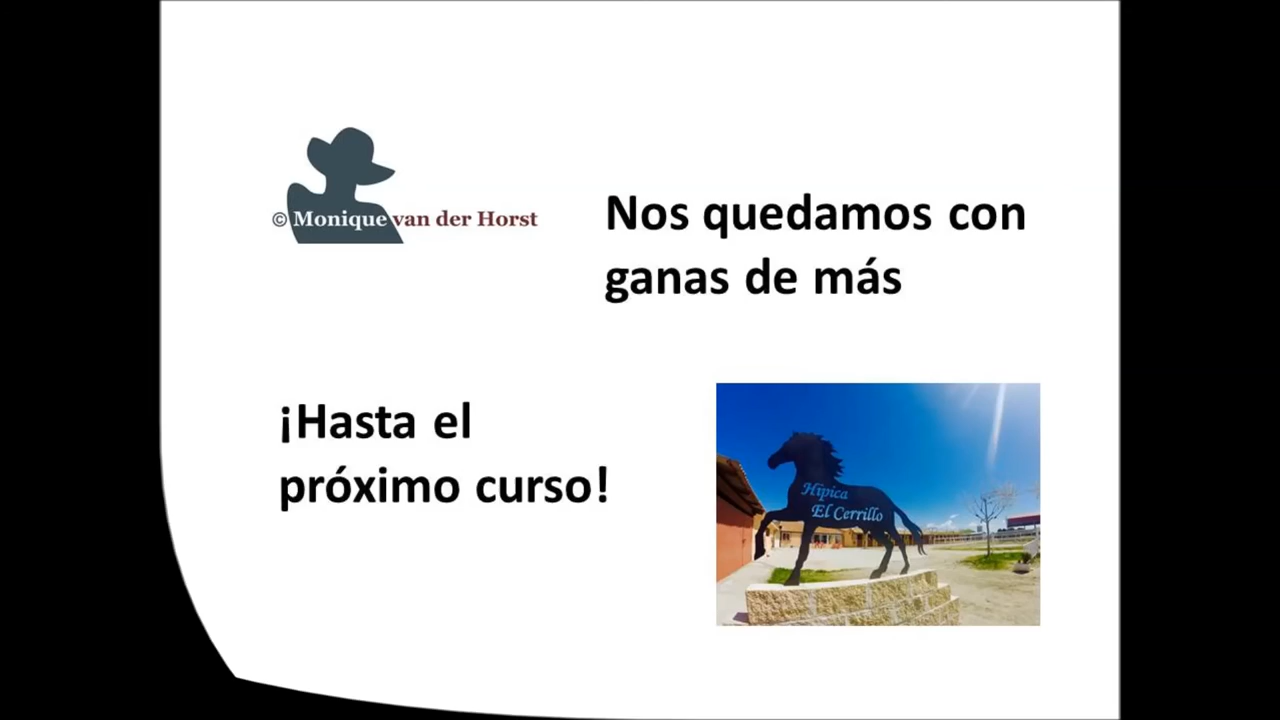 © Monique van der Horst
Nos quedamos con
ganas de más
¡Hasta el
próximo curso!
Hípica
El Cerrillo